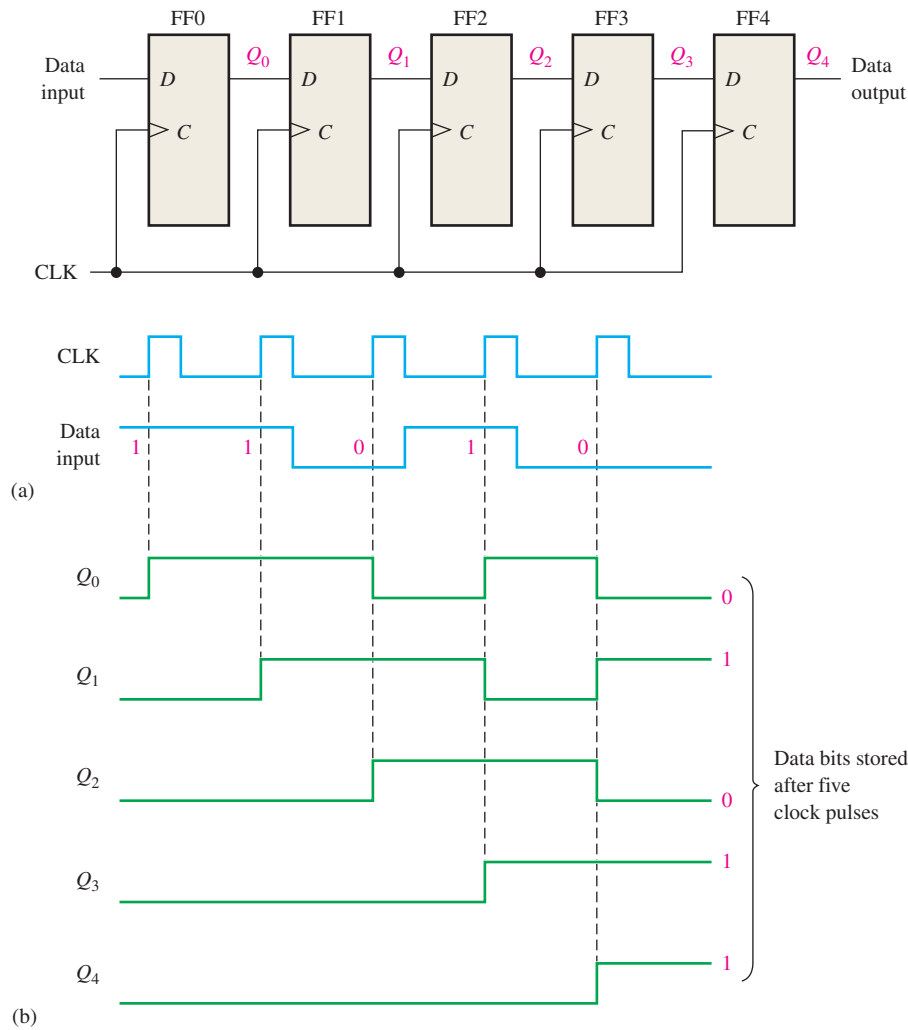 FF0 FF1 FF2 FF3 FF4
Data input
D Q0 D Q1 D Q2 D Q3 D Q4
Data output
C C C C C
CLK
CLK
Data input
1 1 0 1 0
(a)
Q0 0
Q1 1
Q2 0
Q3 1
Q4 1
Data bits stored
after five
clock pulses
(b)